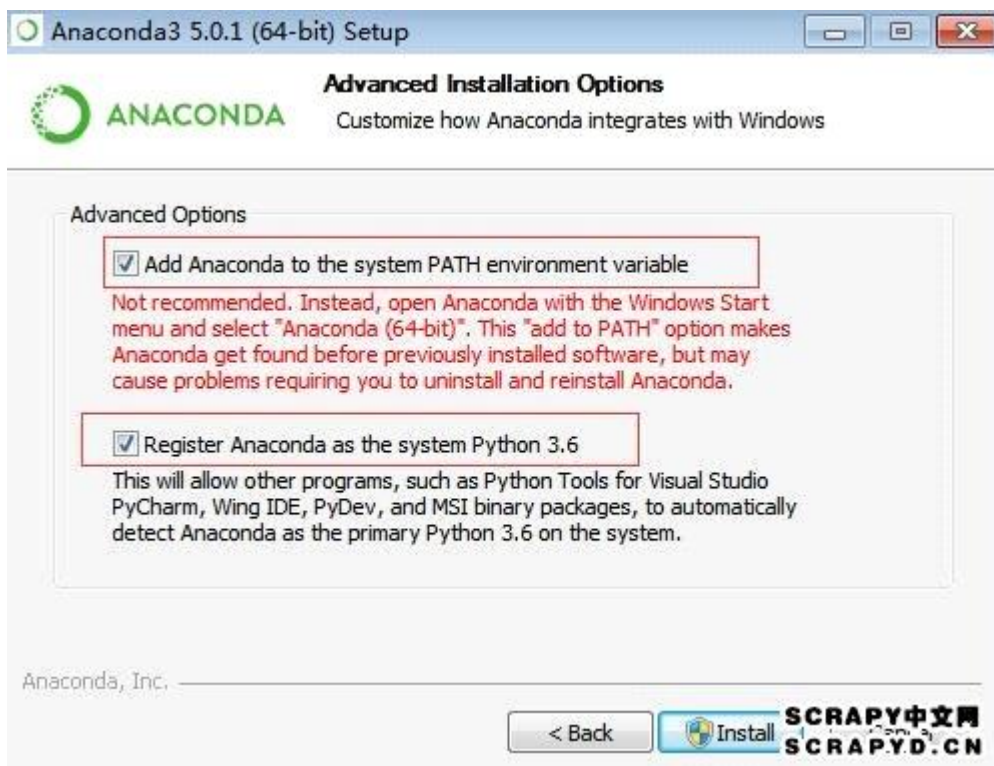 Anaconda3 5.0.1 (64-bit) Setup
ANACONDA
Advanced Installation Options
Customize how Anaconda integrates with Windows
Advanced Options
Add Anaconda to the system PATH environment variable
Not recommended. Instead, open Anaconda with the Windows Start
menu and select "Anaconda (64-bit)". This "add to PATH" option makes
Anaconda get found before previously installed software, but may
cause problems requiring you to uninstall and reinstall Anaconda.
Register Anaconda as the system Python 3.6
This will allow other programs, such as Python Tools for Visual Studio
PyCharm, Wing IDE, PyDev, and MSI binary packages, to automatically
detect Anaconda as the primary Python 3.6 on the system.
Anaconda, Inc.
< Back
Install
SCRAPY中文网
SCRAPYD.CN